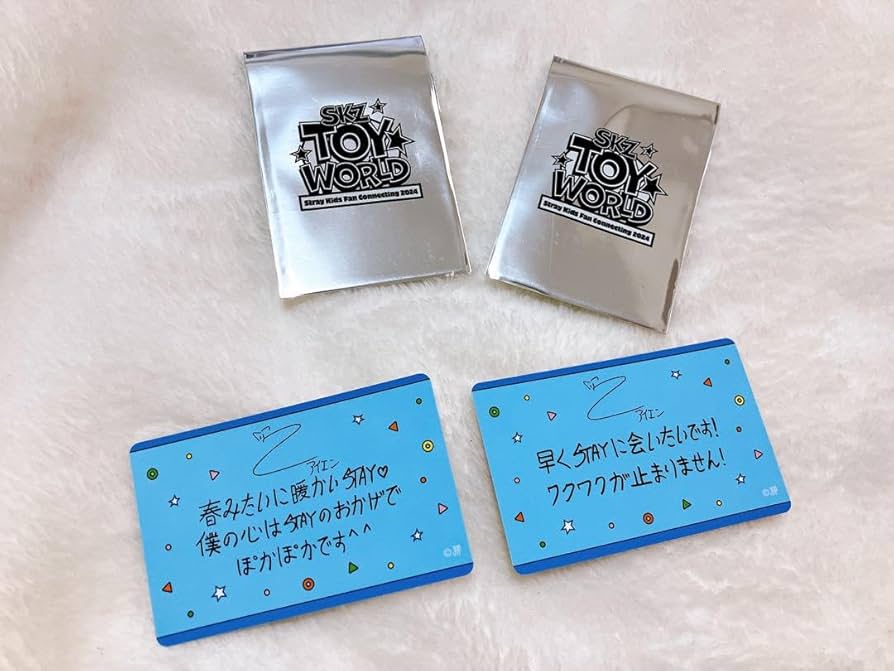 SKZ
TOY
WORLD
Stray Kids Fan Connecting 2024
SKZ
TOY
WORLD
Stray Kids Fan Connecting 2024
アイエン
春みたいに暖かいSTAY♡
僕の心はSTAYのおかげで
ぽかぽかです^^
アイエン
早くSTAYに会いたいです!
ワクワクが止まりません!